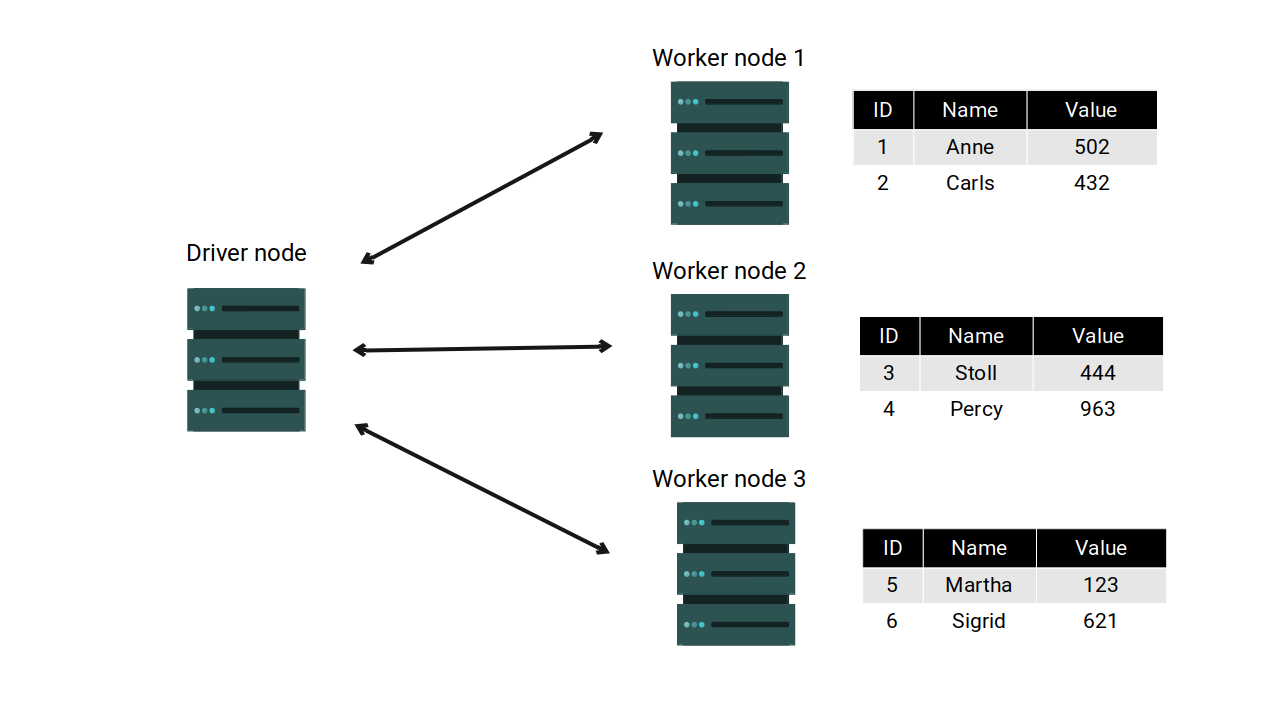 Worker node 1
ID Name Value
1 Anne 502
2 Carls 432
Driver node
Worker node 2
ID Name Value
3 Stoll 444
4 Percy 963
Worker node 3
ID Name Value
5 Martha 123
6 Sigrid 621